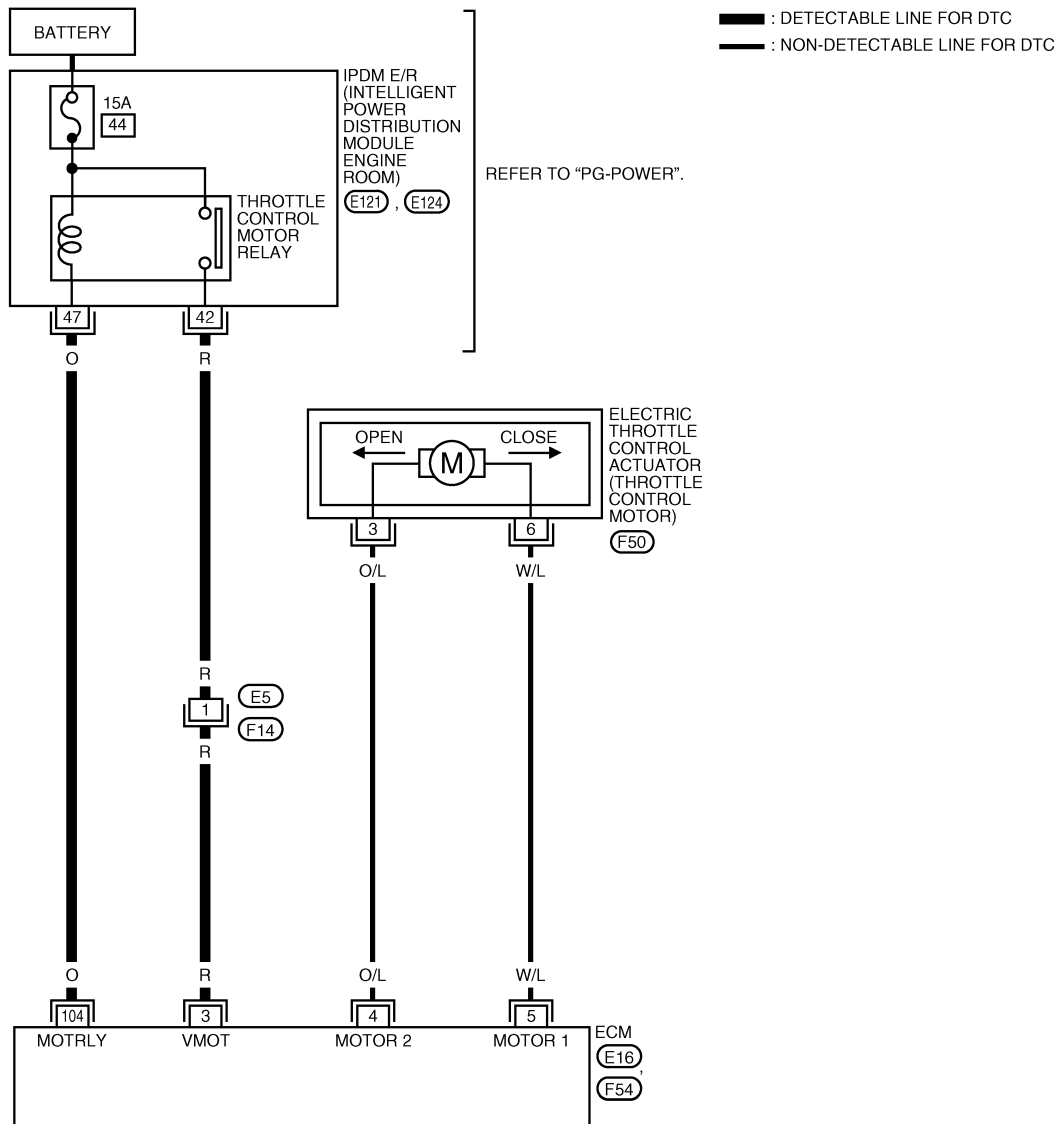 BATTERY
: DETECTABLE LINE FOR DTC
: NON-DETECTABLE LINE FOR DTC
15A
44
IPDM E/R
(INTELLIGENT
POWER
DISTRIBUTION
MODULE
ENGINE
ROOM)
E121 , E124
REFER TO “PG-POWER”.
THROTTLE
CONTROL
MOTOR
RELAY
47
42
O
R
ELECTRIC
THROTTLE
CONTROL
ACTUATOR
(THROTTLE
CONTROL
MOTOR)
F50
OPEN
CLOSE
M
3
6
O/L
W/L
R
1
E5
F14
R
O
R
O/L
W/L
104
3
4
5
MOTRLY
VMOT
MOTOR 2
MOTOR 1
ECM
E16 ,
F54